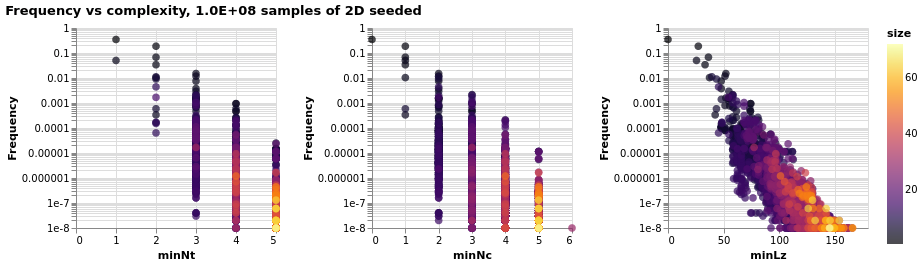 Frequency vs complexity, 1.0E+08 samples of 2D seeded
Frequency
1
0.1
0.01
0.001
0.0001
0.00001
0.000001
1e-7
1e-8
0 1 2 3 4 5
minNt
Frequency
1
0.1
0.01
0.001
0.0001
0.00001
0.000001
1e-7
1e-8
0 1 2 3 4 5 6
minNc
Frequency
1
0.1
0.01
0.001
0.0001
0.00001
0.000001
1e-7
1e-8
0 50 100 150
minLz
size
60
40
20